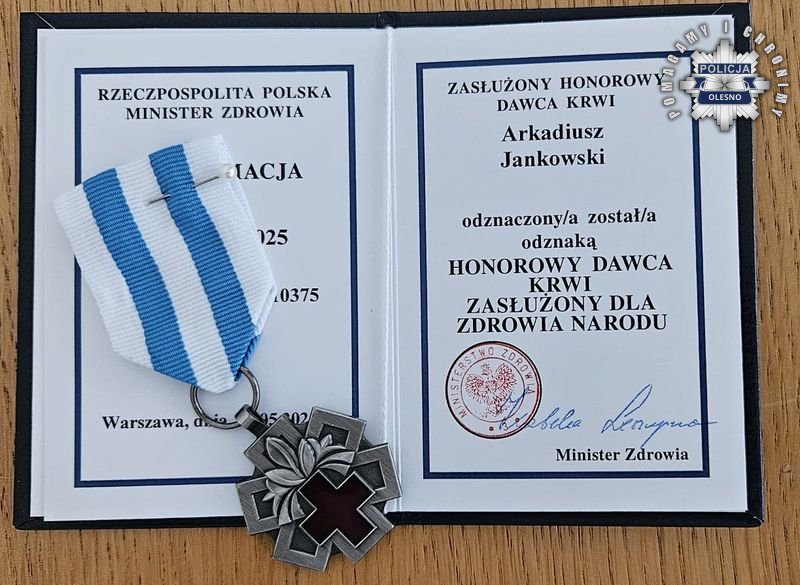 RZECZPOSPOLITA POLSKA
MINISTER ZDROWIA
MACJA
025
10375
Warszawa, dnia
ZASŁUŻONY HONOROWY
DAWCA KRWI
Arkadiusz
Jankowski
odznaczony/a został/a
odznaką
HONOROWY DAWCA
KRWI
ZASŁUŻONY DLA
ZDROWIA NARODU
MINISTERSTWO ZDROWIA
Minister Zdrowia
POMAGAMY I CHRONIMY
POLICJA
OLESNO